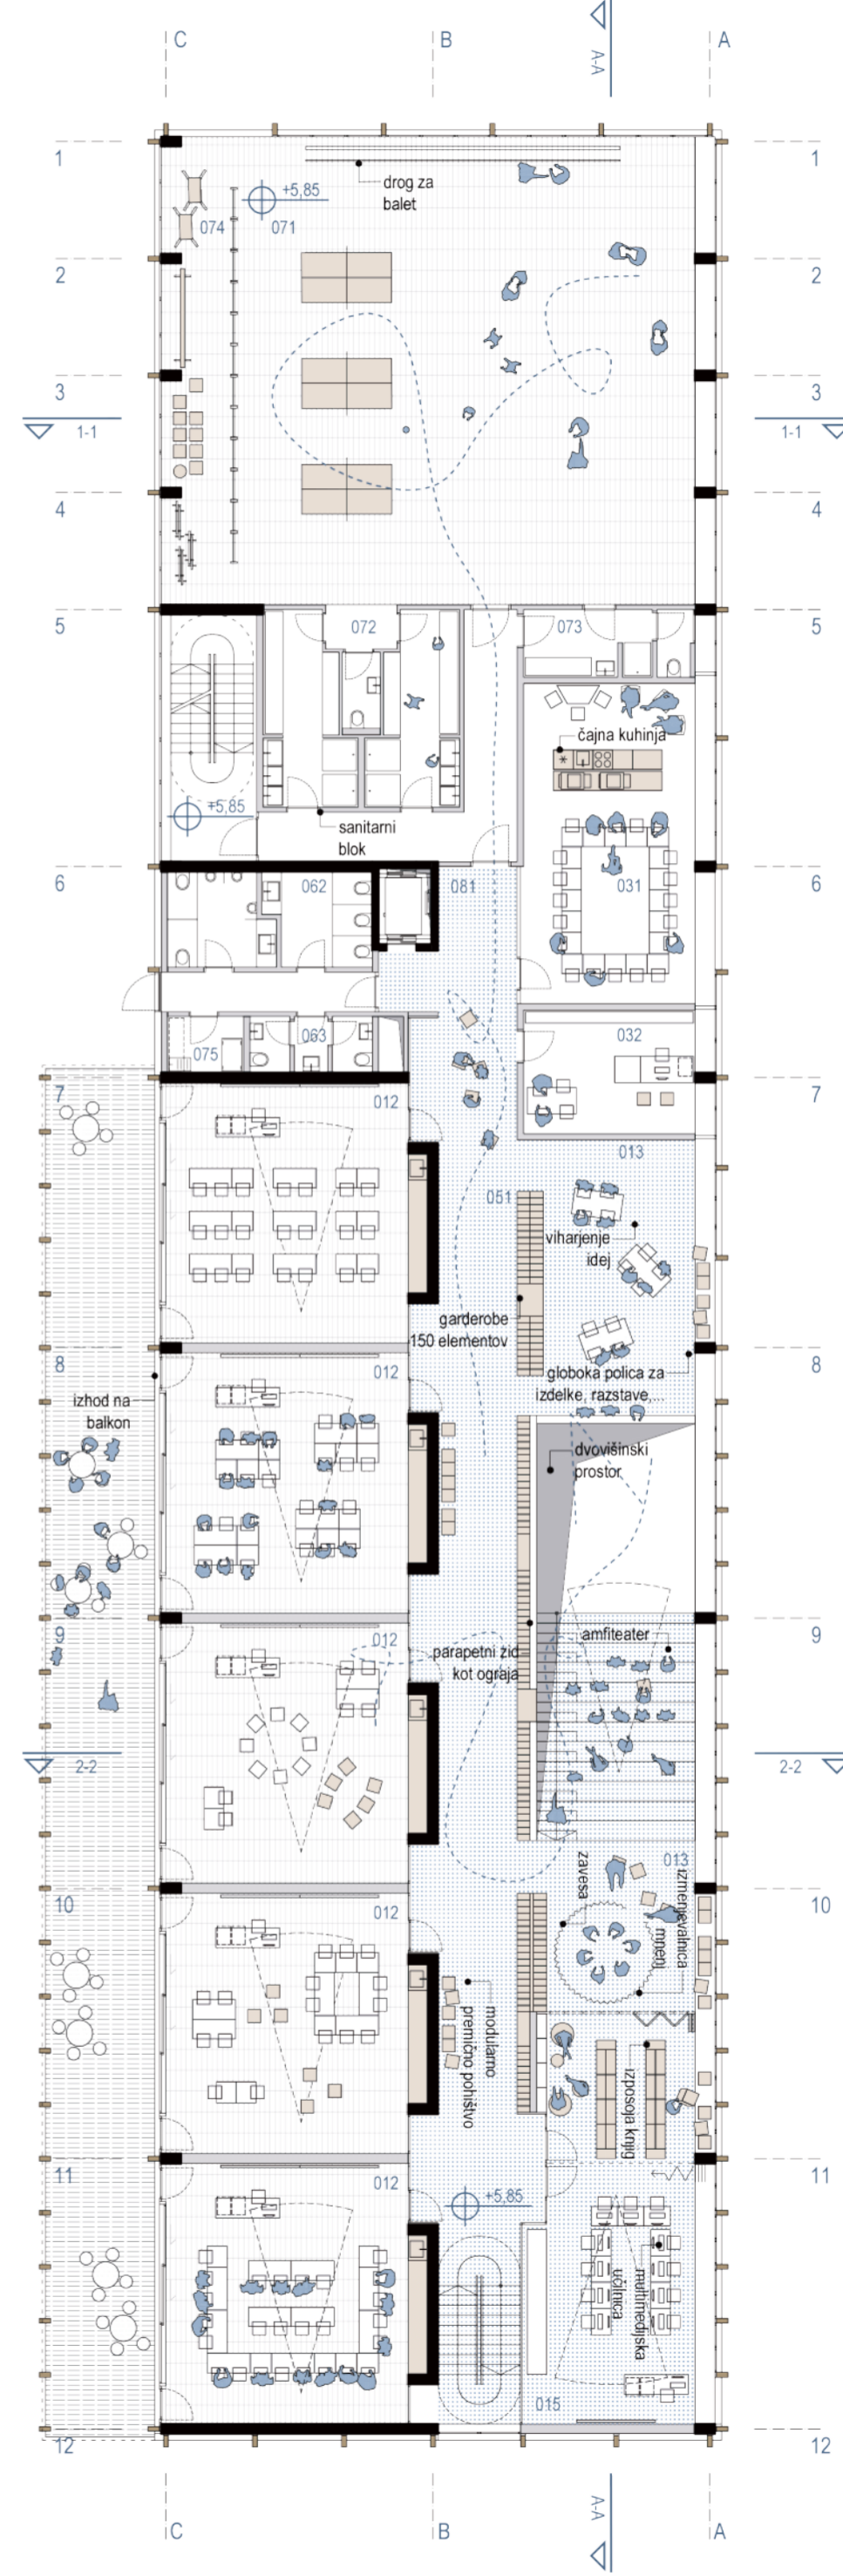 C
B
A
A-A
1
1
drog za
balet
+5,85
074
071
2
2
3
3
1-1
1-1
4
4
5
5
072
073
čajna kuhinja
+5,85
sanitarni
blok
6
6
062
081
031
075
063
032
7
7
012
013
051
viharjenje
idej
garderobe
150 elementov
8
8
012
globoka polica za
izdelke, razstave,...
izhod na
balkon
dvovišinski
prostor
9
9
012
amfiteater
parapetni zid
kot ograja
2-2
2-2
013
zavesa
izmenjevalnica
mnenj
10
10
012
modularno
premično pohištvo
izposoja knjig
11
11
012
+5,85
multimedijska
učilnica
015
12
12
A-A
C
B
A